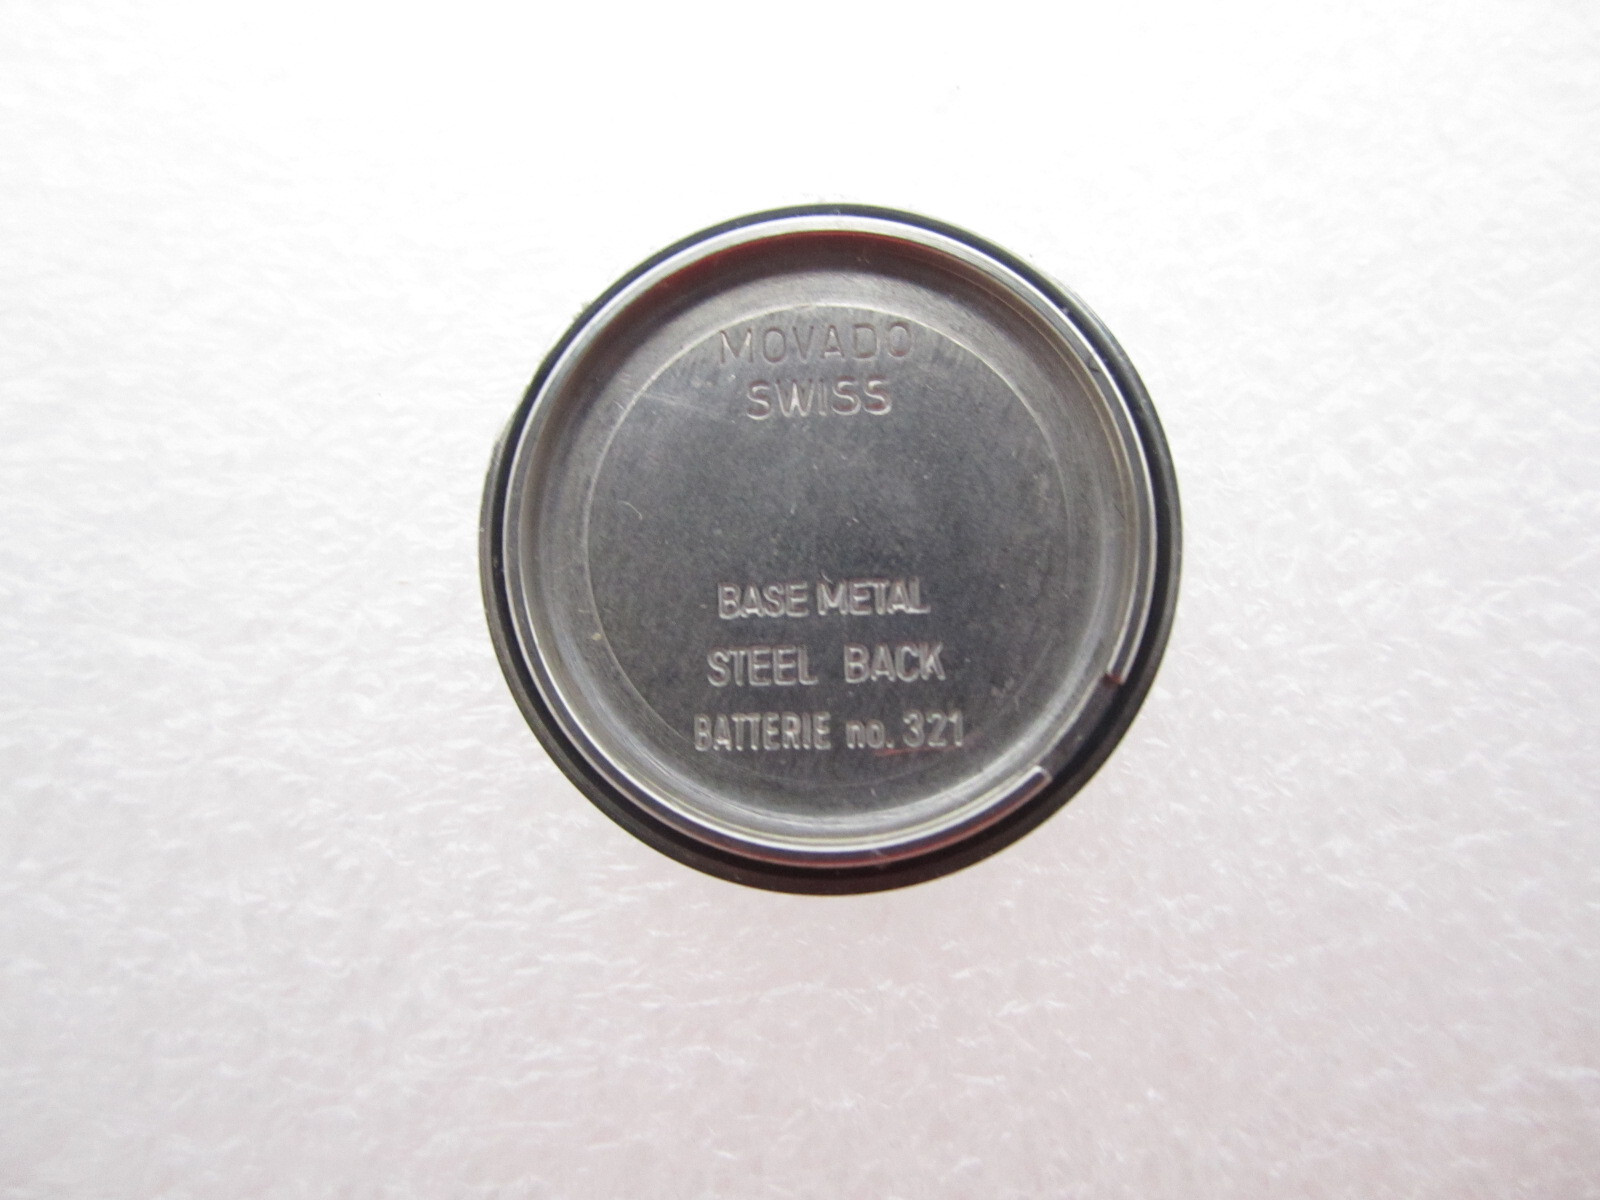 MOVADO
SWISS
BASE METAL
STEEL BACK
BATTERIE no. 321